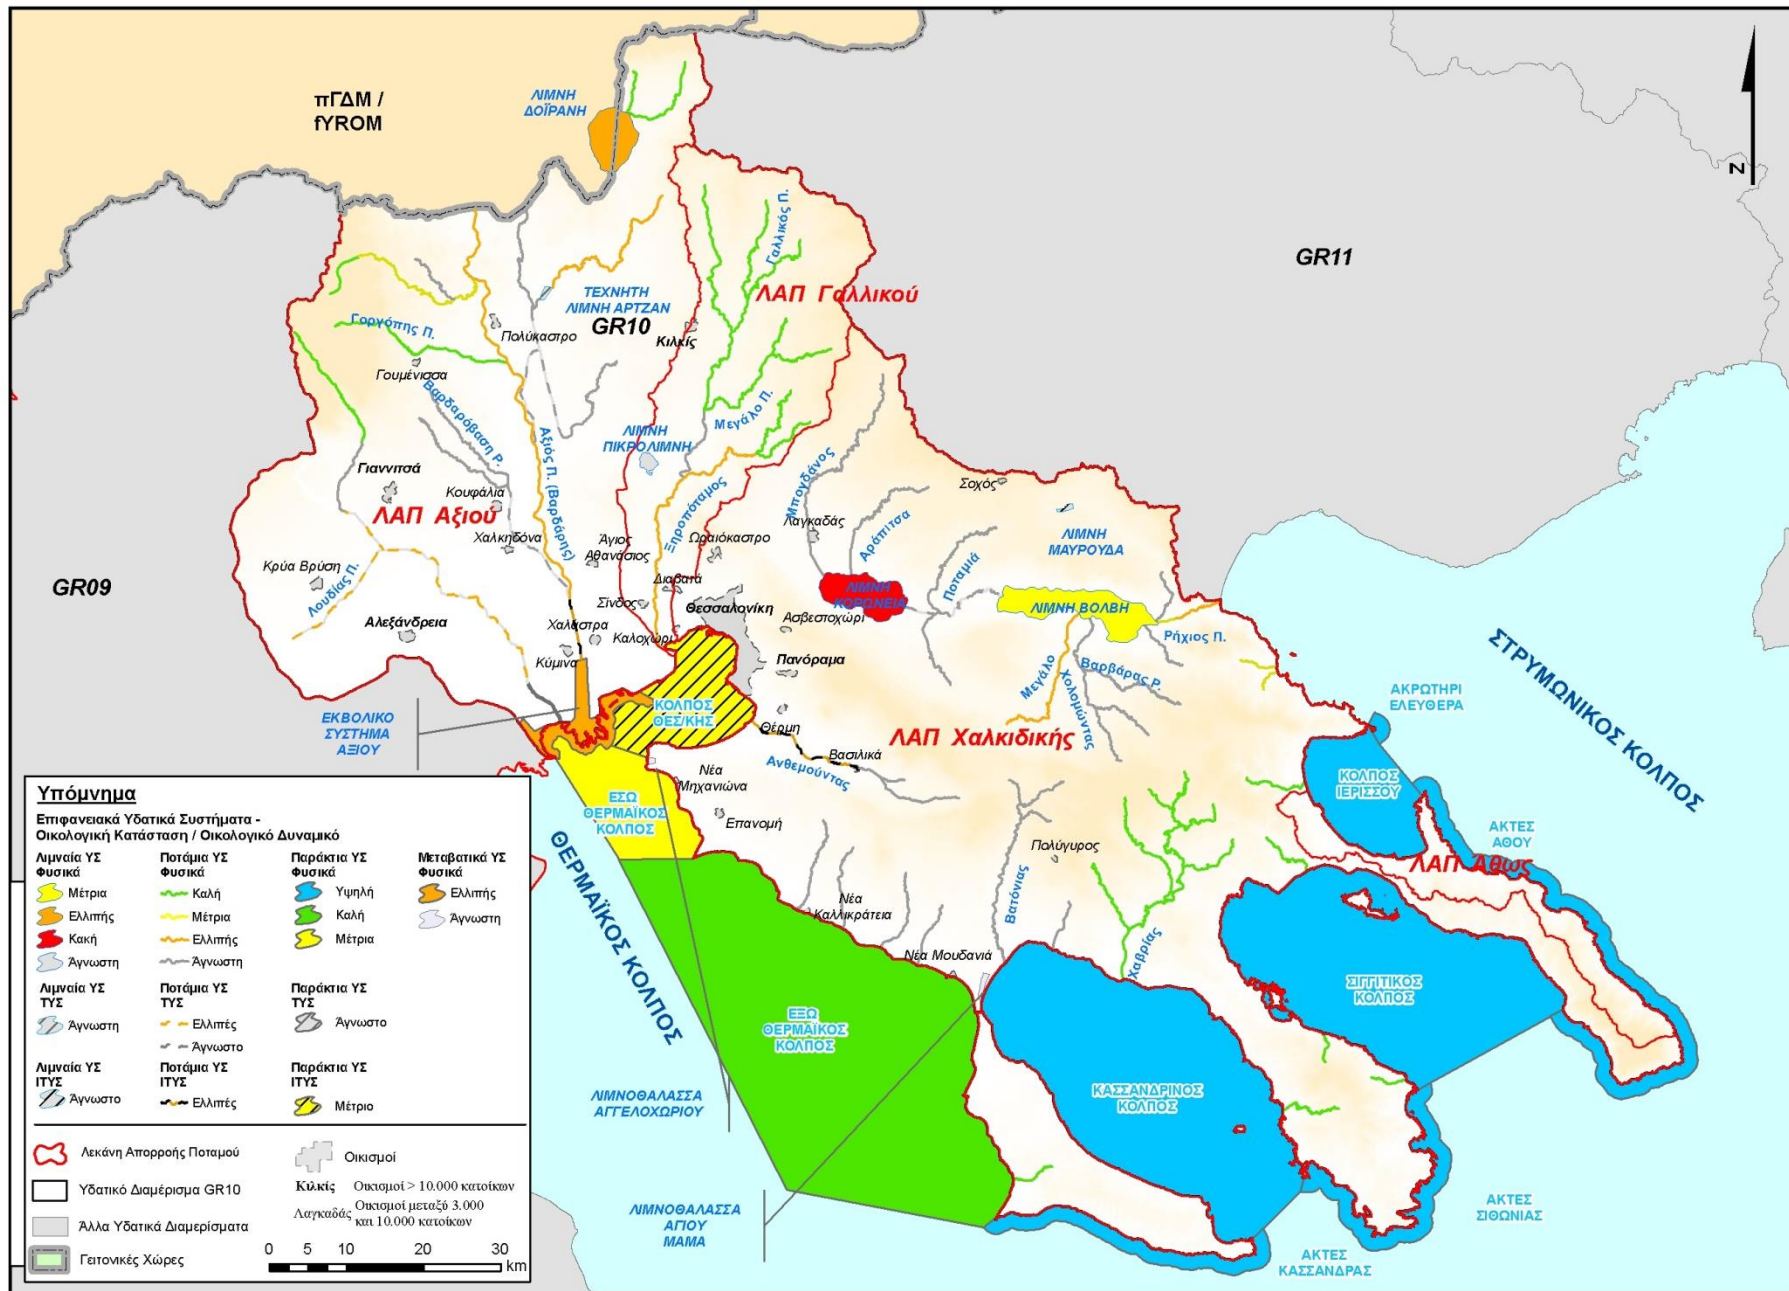 πΓΔΜ /
fYROM
ΛΙΜΝΗ
ΔΟΪΡΑΝΗ
Z
GR11
Γαλλικός Π.
ΛΑΠ Γαλλικού
ΤΕΧΝΗΤΗ
ΛΙΜΝΗ ΑΡΤΖΑΝ
GR10
Γοργόπης Π.
Πολύκαστρο
Κιλκίς
Γουμένισσα
Βαρδαρόβαση Ρ.
Αξιός Π. (Βαρδάρης)
ΛΙΜΝΗ
ΠΙΚΡΟΛΙΜΝΗ
Μεγάλο Π.
Γιαννιτσά
Κουφάλια
ΛΑΠ Αξιού
Χαλκηδόνα
Ξηροπόταμος
Μπογδάνος
Σοχός
Λαγκαδάς
Αράπιτσα
ΛΙΜΝΗ
ΜΑΥΡΟΥΔΑ
Άγιος
Αθανάσιος
Ωραιόκαστρο
Κρύα Βρύση
GR09
Λουδίας Π.
Διαβατά
Σίνδος
Θεσσαλονίκη
ΛΙΜΝΗ
ΚΟΡΩΝΕΙΑ
Ποταμιά
ΛΙΜΝΗ ΒΟΛΒΗ
Αλεξάνδρεια
Χαλάστρα
Καλοχώρι
Ασβεστοχώρι
Ρήχιος Π.
Κύμινα
Πανόραμα
Μεγάλο
Χολομώντας
Βαρβάρας Ρ.
ΣΤΡΥΜΩΝΙΚΟΣ ΚΟΛΠΟΣ
ΑΚΡΩΤΗΡΙ
ΕΛΕΥΘΕΡΑ
ΕΚΒΟΛΙΚΟ
ΣΥΣΤΗΜΑ
ΑΞΙΟΥ
ΚΟΛΠΟΣ
ΘΕΣ/ΚΗΣ
Θέρμη
Βασιλικά
ΛΑΠ Χαλκιδικής
Ανθεμούντας
Νέα
Μηχανιώνα
ΚΟΛΠΟΣ
ΙΕΡΙΣΣΟΥ
ΕΣΩ
ΘΕΡΜΑΪΚΟΣ
ΚΟΛΠΟΣ
Επανομή
ΑΚΤΕΣ
ΑΘΟΥ
Πολύγυρος
ΛΑΠ Άθως
ΘΕΡΜΑΪΚΟΣ ΚΟΛΠΟΣ
Νέα
Καλλικράτεια
Βατόνιας
Χαβρίας
Νέα Μουδανιά
ΣΙΓΓΙΤΙΚΟΣ
ΚΟΛΠΟΣ
ΕΞΩ
ΘΕΡΜΑΪΚΟΣ
ΚΟΛΠΟΣ
ΛΙΜΝΟΘΑΛΑΣΣΑ
ΑΓΓΕΛΟΧΩΡΙΟΥ
ΚΑΣΣΑΝΔΡΙΝΟΣ
ΚΟΛΠΟΣ
ΛΙΜΝΟΘΑΛΑΣΣΑ
ΑΓΙΟΥ
ΜΑΜΑ
ΑΚΤΕΣ
ΣΙΘΩΝΙΑΣ
ΑΚΤΕΣ
ΚΑΣΣΑΝΔΡΑΣ
Υπόμνημα
Επιφανειακά Υδατικά Συστήματα -
Οικολογική Κατάσταση / Οικολογικό Δυναμικό
Λιμναία ΥΣ
Φυσικά
Μέτρια
Ελλιπής
Κακή
Άγνωστη
Ποτάμια ΥΣ
Φυσικά
Καλή
Μέτρια
Ελλιπής
Άγνωστη
Παράκτια ΥΣ
Φυσικά
Υψηλή
Καλή
Μέτρια
Μεταβατικά ΥΣ
Φυσικά
Ελλιπής
Άγνωστη
Λιμναία ΥΣ
ΤΥΣ
Άγνωστη
Ποτάμια ΥΣ
ΤΥΣ
Ελλιπές
Άγνωστο
Παράκτια ΥΣ
ΤΥΣ
Άγνωστο
Λιμναία ΥΣ
ΙΤΥΣ
Άγνωστο
Ποτάμια ΥΣ
ΙΤΥΣ
Ελλιπές
Παράκτια ΥΣ
ΙΤΥΣ
Μέτριο
Λεκάνη Απορροής Ποταμού
Υδατικό Διαμέρισμα GR10
Άλλα Υδατικά Διαμερίσματα
Γειτονικές Χώρες
Οικισμοί
Κιλκίς Οικισμοί > 10.000 κατοίκων
Λαγκαδάς Οικισμοί μεταξύ 3.000
και 10.000 κατοίκων
0 5 10 20 30
km